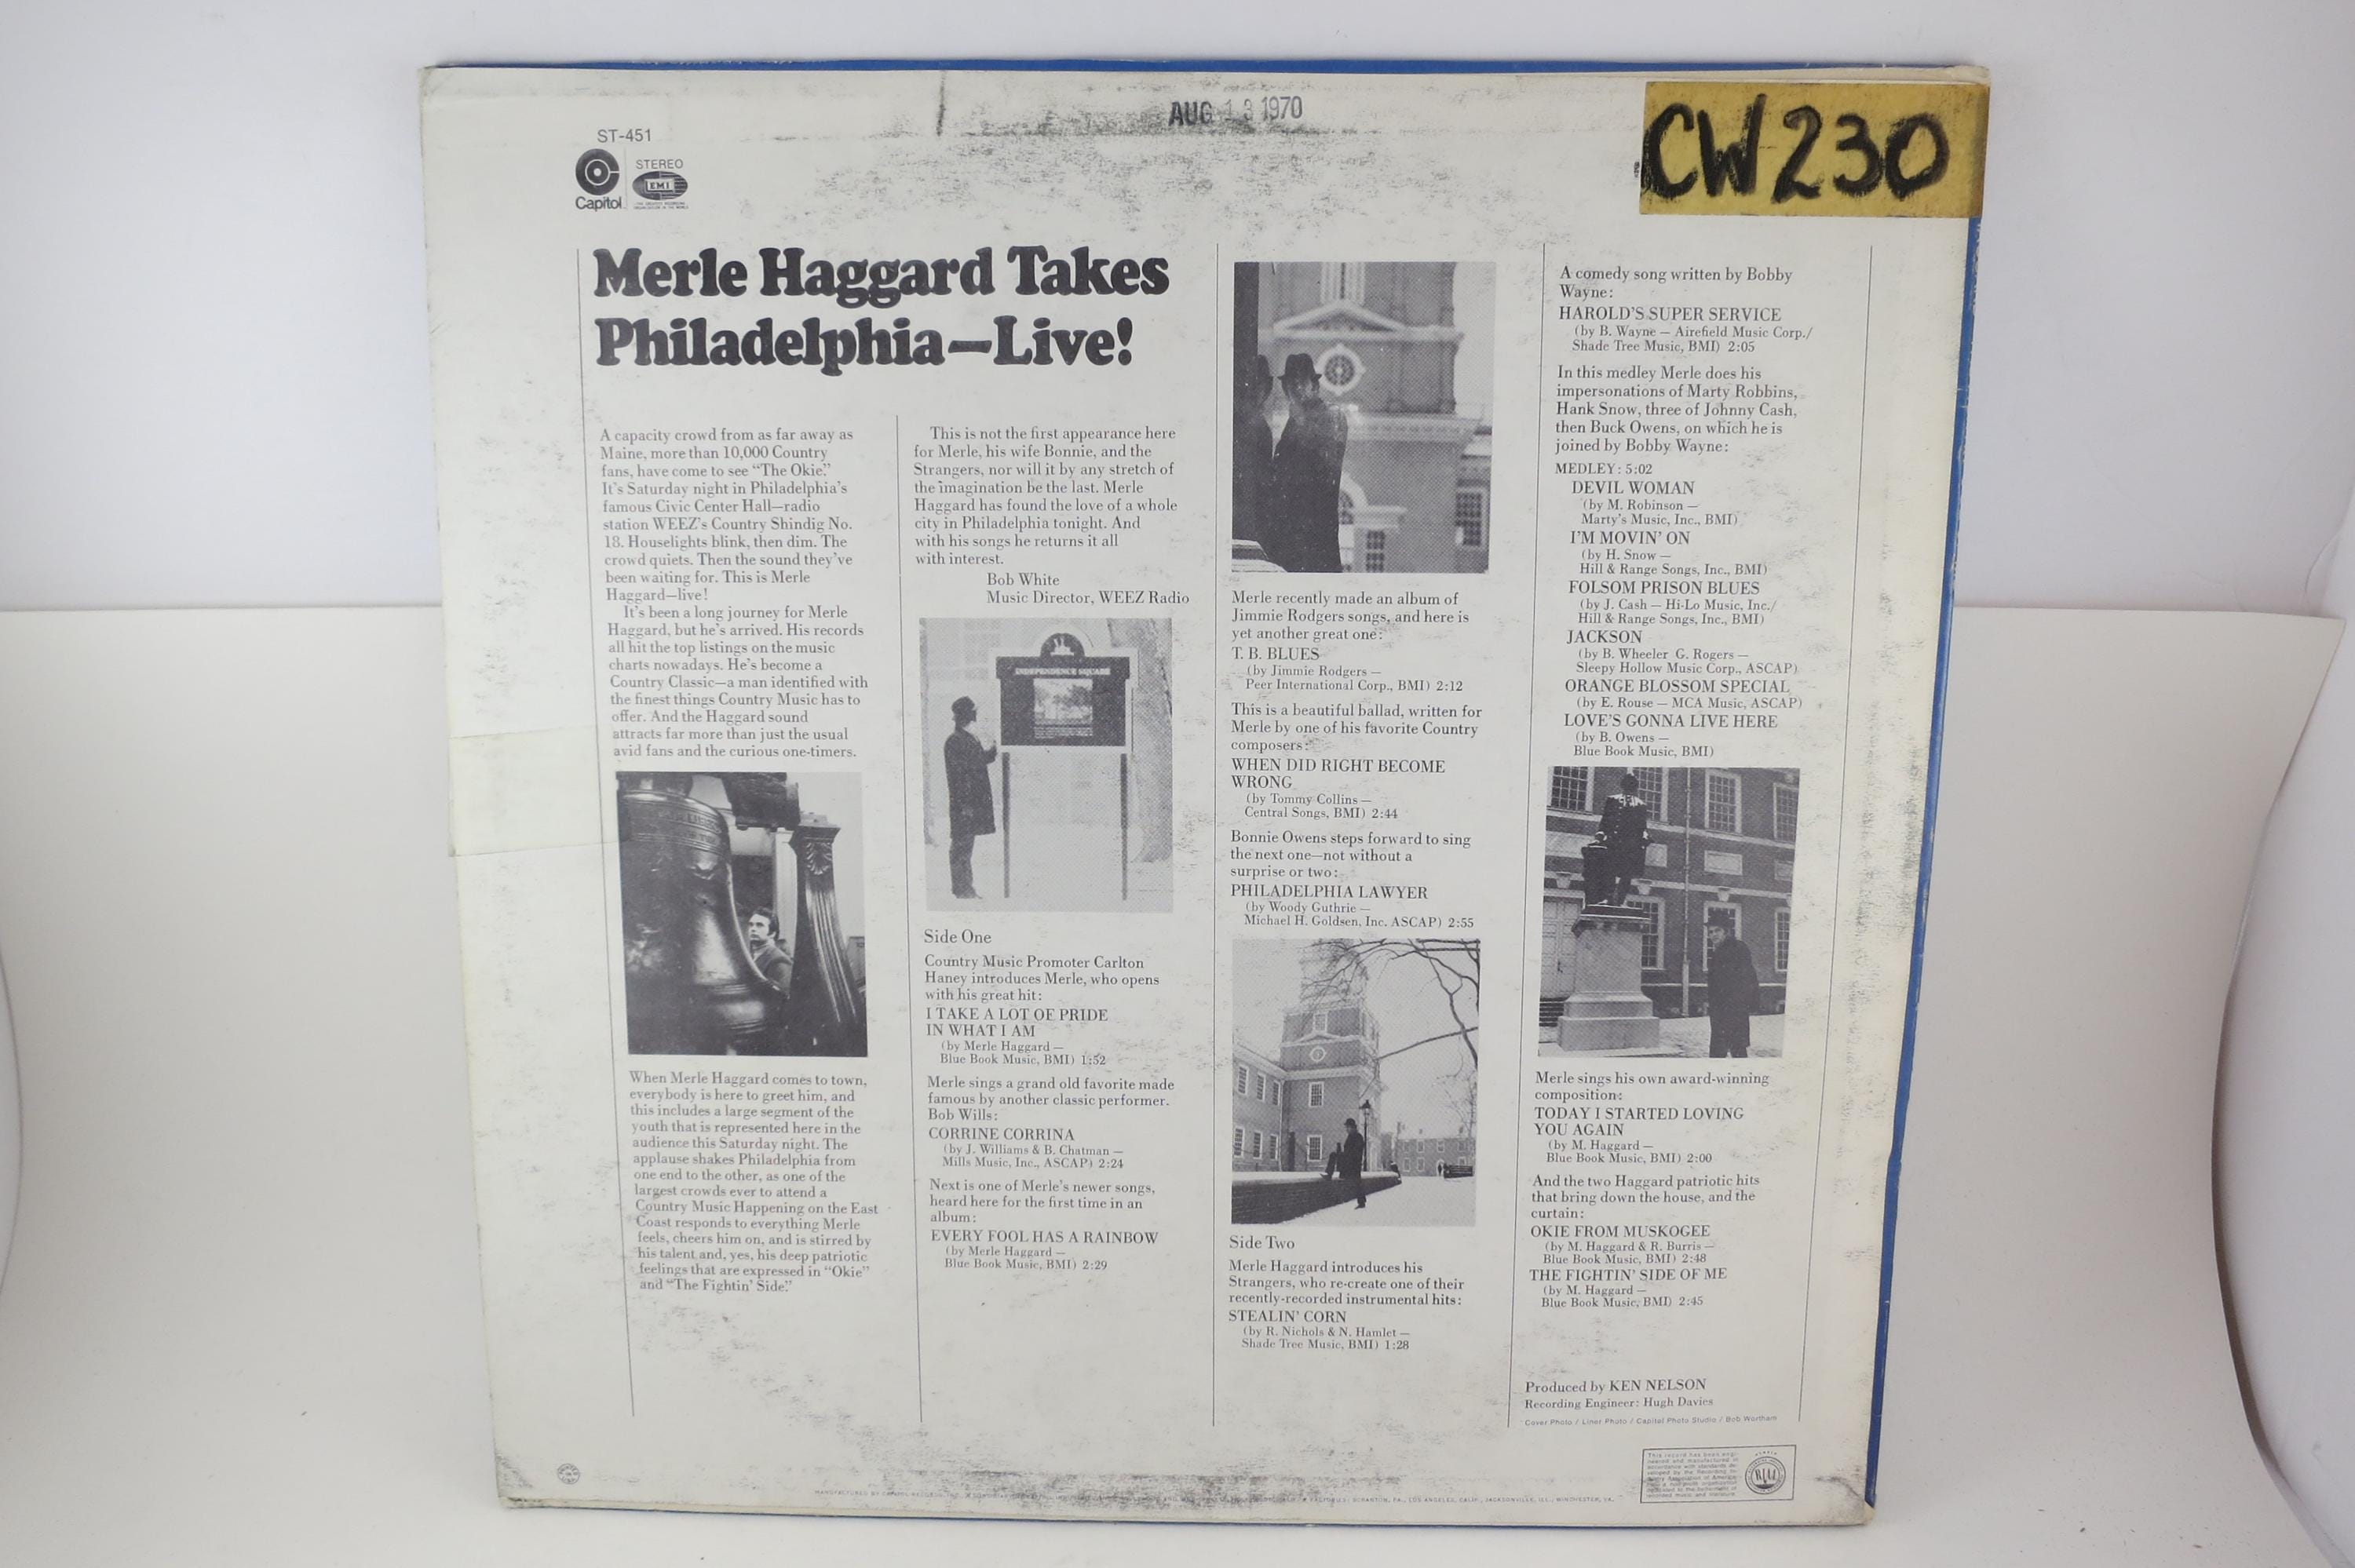 AUG 13 1970
CW230
ST-451
STEREO
EMI
Capitol
Merle Haggard Takes
Philadelphia—Live!
A capacity crowd from as far away as
Maine, more than 10,000 Country
fans, have come to see “The Okie.”
It's Saturday night in Philadelphia's
famous Civic Center Hall—radio
station WEEZ's Country Shindig No.
18. Houselights blink, then dim. The
crowd quiets. Then the sound they've
been waiting for. This is Merle
Haggard—live!
It's been a long journey for Merle
Haggard, but he's arrived. His records
all hit the top listings on the music
charts nowadays. He's become a
Country Classic—a man identified with
the finest things Country Music has to
offer. And the Haggard sound
attracts far more than just the usual
avid fans and the curious one-timers.
When Merle Haggard comes to town,
everybody is here to greet him, and
this includes a large segment of the
youth that is represented here in the
audience this Saturday night. The
applause shakes Philadelphia from
one end to the other, as one of the
largest crowds ever to attend a
Country Music Happening on the East
Coast responds to everything Merle
feels, cheers him on, and is stirred by
his talent and, yes, his deep patriotic
feelings that are expressed in “Okie”
and “The Fightin' Side.”
This is not the first appearance here
for Merle, his wife Bonnie, and the
Strangers, nor will it by any stretch of
the imagination be the last. Merle
Haggard has found the love of a whole
city in Philadelphia tonight. And
with his songs he returns it all
with interest.
Bob White
Music Director, WEEZ Radio
INDEPENDENCE SQUARE
Side One
Country Music Promoter Carlton
Haney introduces Merle, who opens
with his great hit:
I TAKE A LOT OF PRIDE
IN WHAT I AM
(by Merle Haggard —
Blue Book Music, BMI) 1:52
Merle sings a grand old favorite made
famous by another classic performer.
Bob Wills:
CORRINE CORRINA
(by J. Williams & B. Chatman —
Mills Music, Inc., ASCAP) 2:24
Next is one of Merle's newer songs,
heard here for the first time in an
album:
EVERY FOOL HAS A RAINBOW
(by Merle Haggard —
Blue Book Music, BMI) 2:29
Merle recently made an album of
Jimmie Rodgers songs, and here is
yet another great one:
T. B. BLUES
(by Jimmie Rodgers —
Peer International Corp., BMI) 2:12
This is a beautiful ballad, written for
Merle by one of his favorite Country
composers:
WHEN DID RIGHT BECOME
WRONG
(by Tommy Collins —
Central Songs, BMI) 2:44
Bonnie Owens steps forward to sing
the next one—not without a
surprise or two:
PHILADELPHIA LAWYER
(by Woody Guthrie —
Michael H. Goldsen, Inc. ASCAP) 2:55
Side Two
Merle Haggard introduces his
Strangers, who re-create one of their
recently-recorded instrumental hits:
STEALIN' CORN
(by R. Nichols & N. Hamlet —
Shade Tree Music, BMI) 1:28
A comedy song written by Bobby
Wayne:
HAROLD'S SUPER SERVICE
(by B. Wayne — Airefield Music Corp./
Shade Tree Music, BMI) 2:05
In this medley Merle does his
impersonations of Marty Robbins,
Hank Snow, three of Johnny Cash,
then Buck Owens, on which he is
joined by Bobby Wayne:
MEDLEY: 5:02
DEVIL WOMAN
(by M. Robinson —
Marty's Music, Inc., BMI)
I'M MOVIN' ON
(by H. Snow —
Hill & Range Songs, Inc., BMI)
FOLSOM PRISON BLUES
(by J. Cash — Hi-Lo Music, Inc./
Hill & Range Songs, Inc., BMI)
JACKSON
(by B. Wheeler G. Rogers —
Sleepy Hollow Music Corp., ASCAP)
ORANGE BLOSSOM SPECIAL
(by E. Rouse — MCA Music, ASCAP)
LOVE'S GONNA LIVE HERE
(by B. Owens —
Blue Book Music, BMI)
Merle sings his own award-winning
composition:
TODAY I STARTED LOVING
YOU AGAIN
(by M. Haggard —
Blue Book Music, BMI) 2:00
And the two Haggard patriotic hits
that bring down the house, and the
curtain:
OKIE FROM MUSKOGEE
(by M. Haggard & R. Burris —
Blue Book Music, BMI) 2:48
THE FIGHTIN' SIDE OF ME
(by M. Haggard —
Blue Book Music, BMI) 2:45
Produced by KEN NELSON
Recording Engineer: Hugh Davies
Cover Photo / Liner Photo / Capitol Photo Studio / Bob Wortham
RIAA
MANUFACTURED BY CAPITOL RECORDS, INC. FACTORIES: SCRANTON, PA., LOS ANGELES, CALIF., JACKSONVILLE, ILL., WINCHESTER, VA.